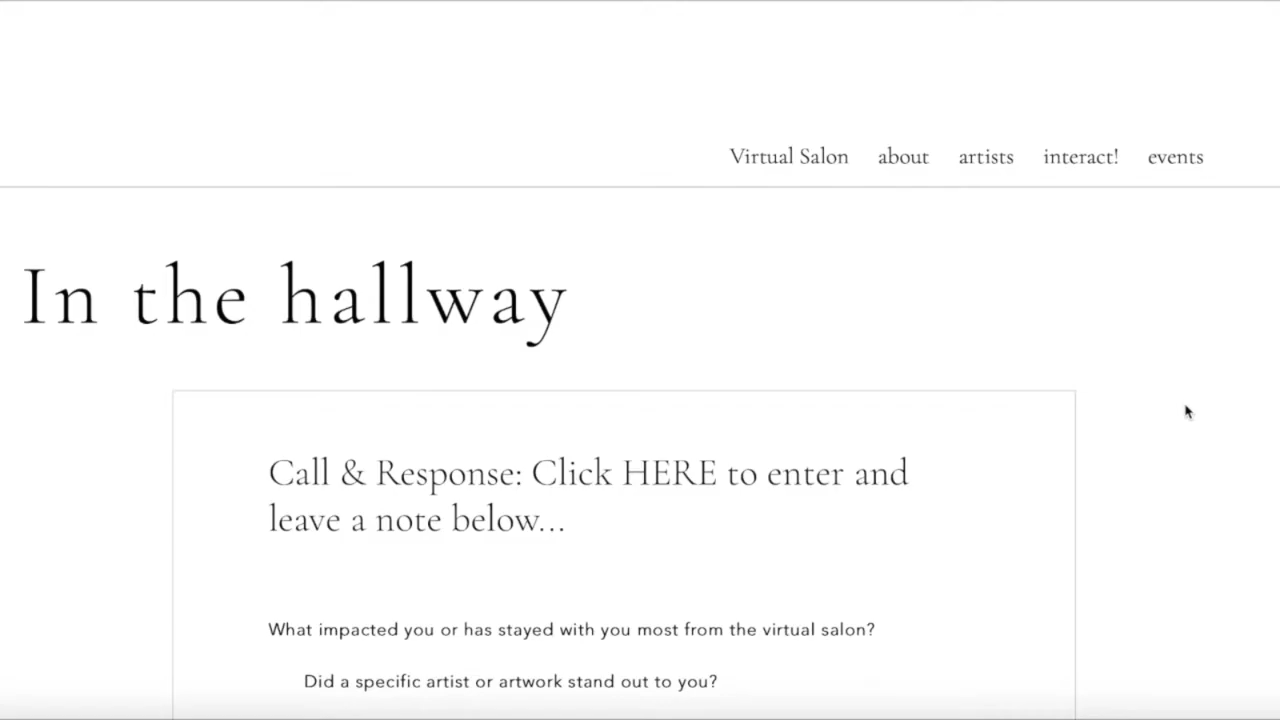 Virtual Salon about artists interact! events
In the hallway
Call & Response: Click HERE to enter and
leave a note below...
What impacted you or has stayed with you most from the virtual salon?
Did a specific artist or artwork stand out to you?